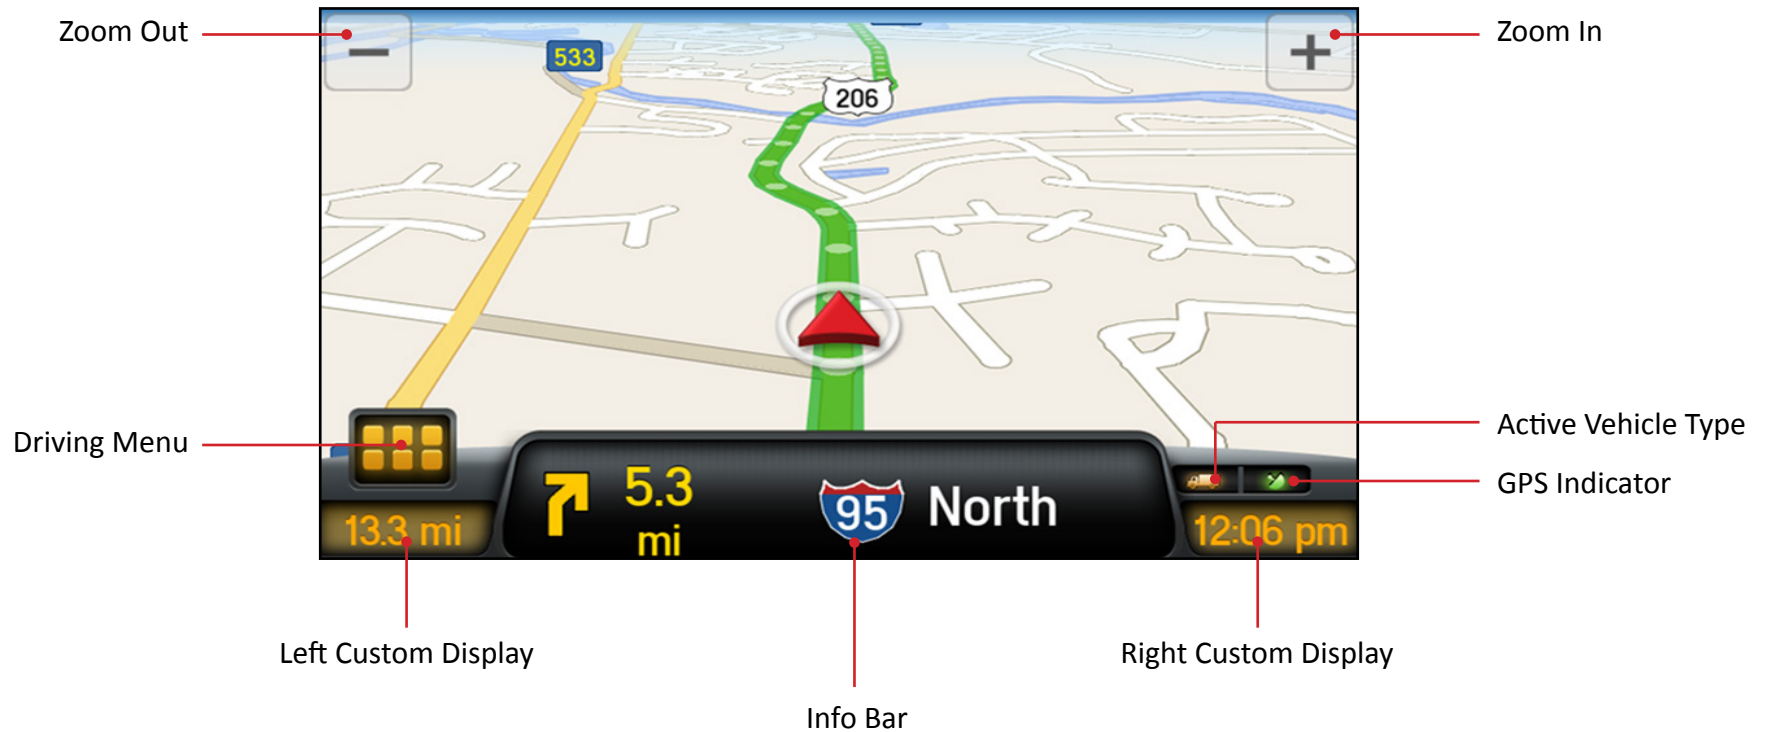 Zoom Out
Zoom In
533
206
Driving Menu
Active Vehicle Type
GPS Indicator
5.3
mi
95 North
13.3 mi
12:06 pm
Left Custom Display
Right Custom Display
Info Bar